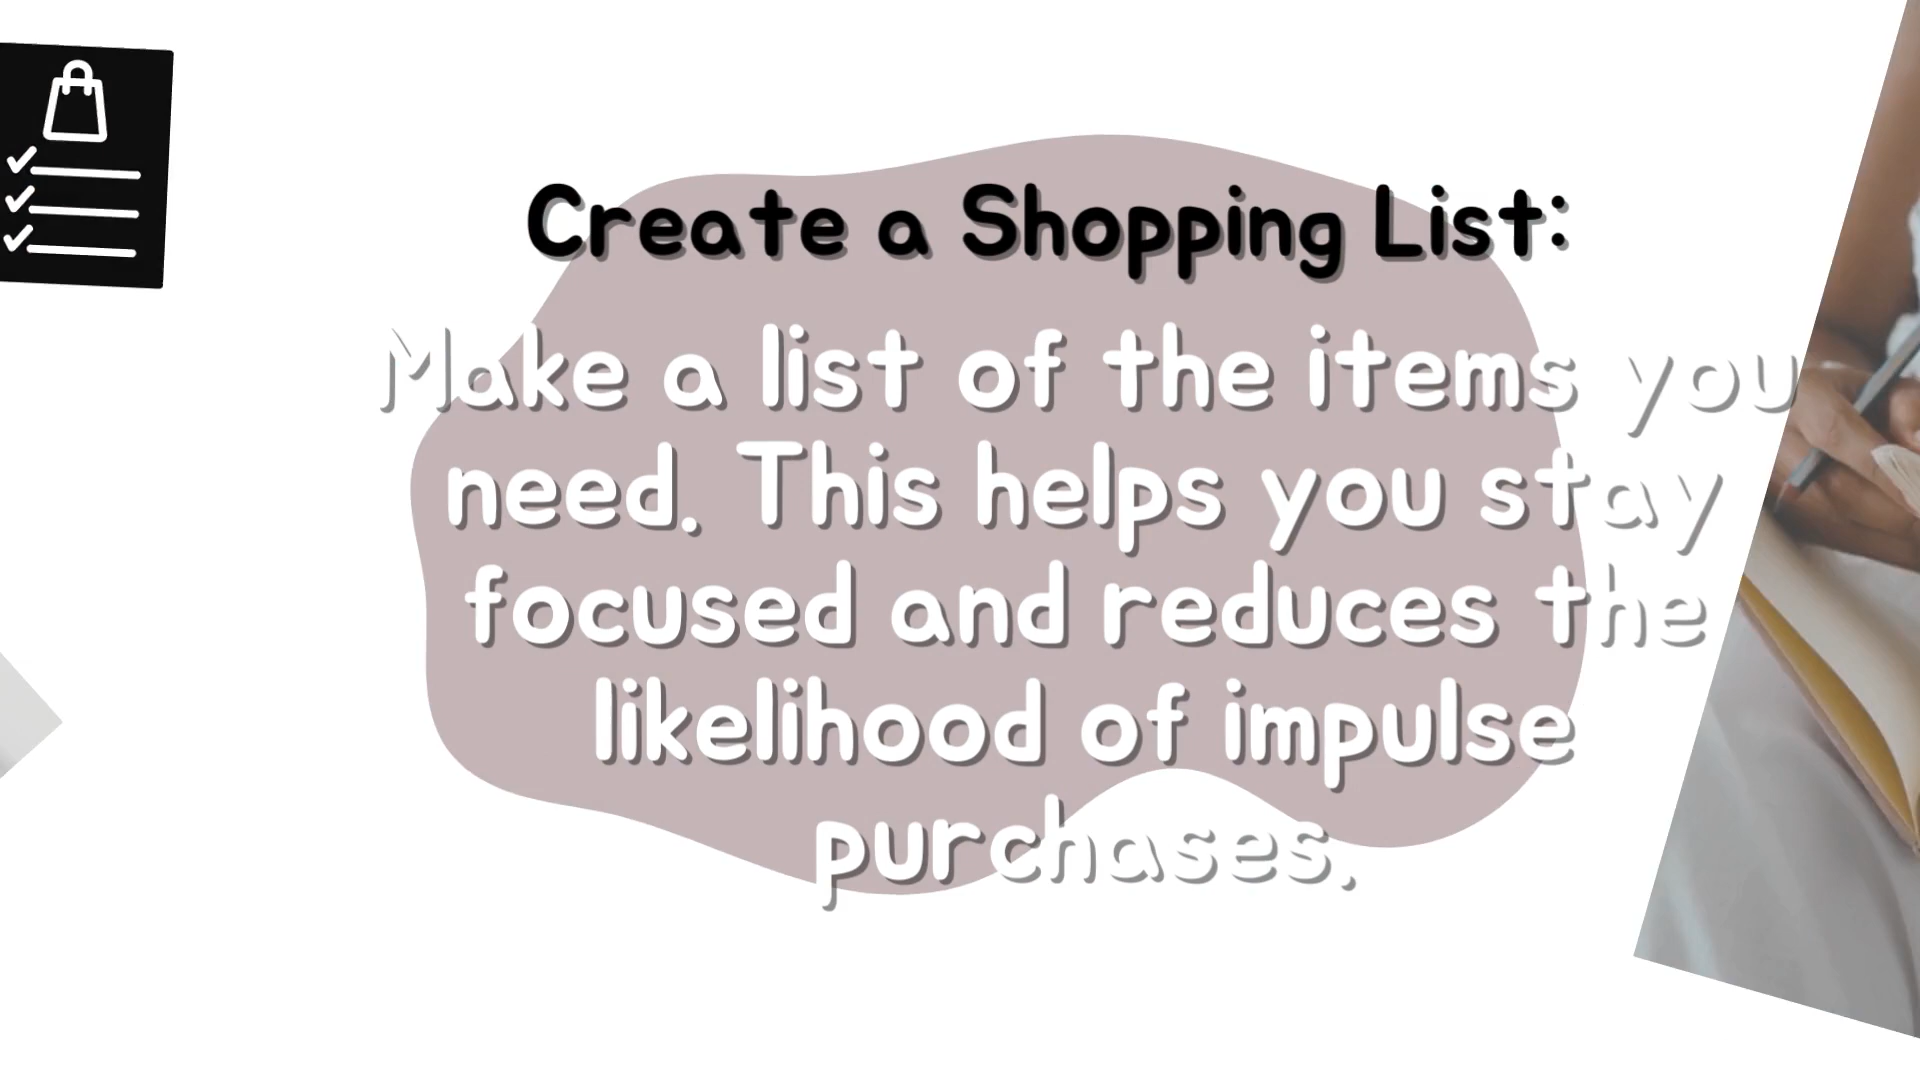 Create a Shopping List:
Make a list of the items you
need. This helps you stay
focused and reduces the
likelihood of impulse
purchases.